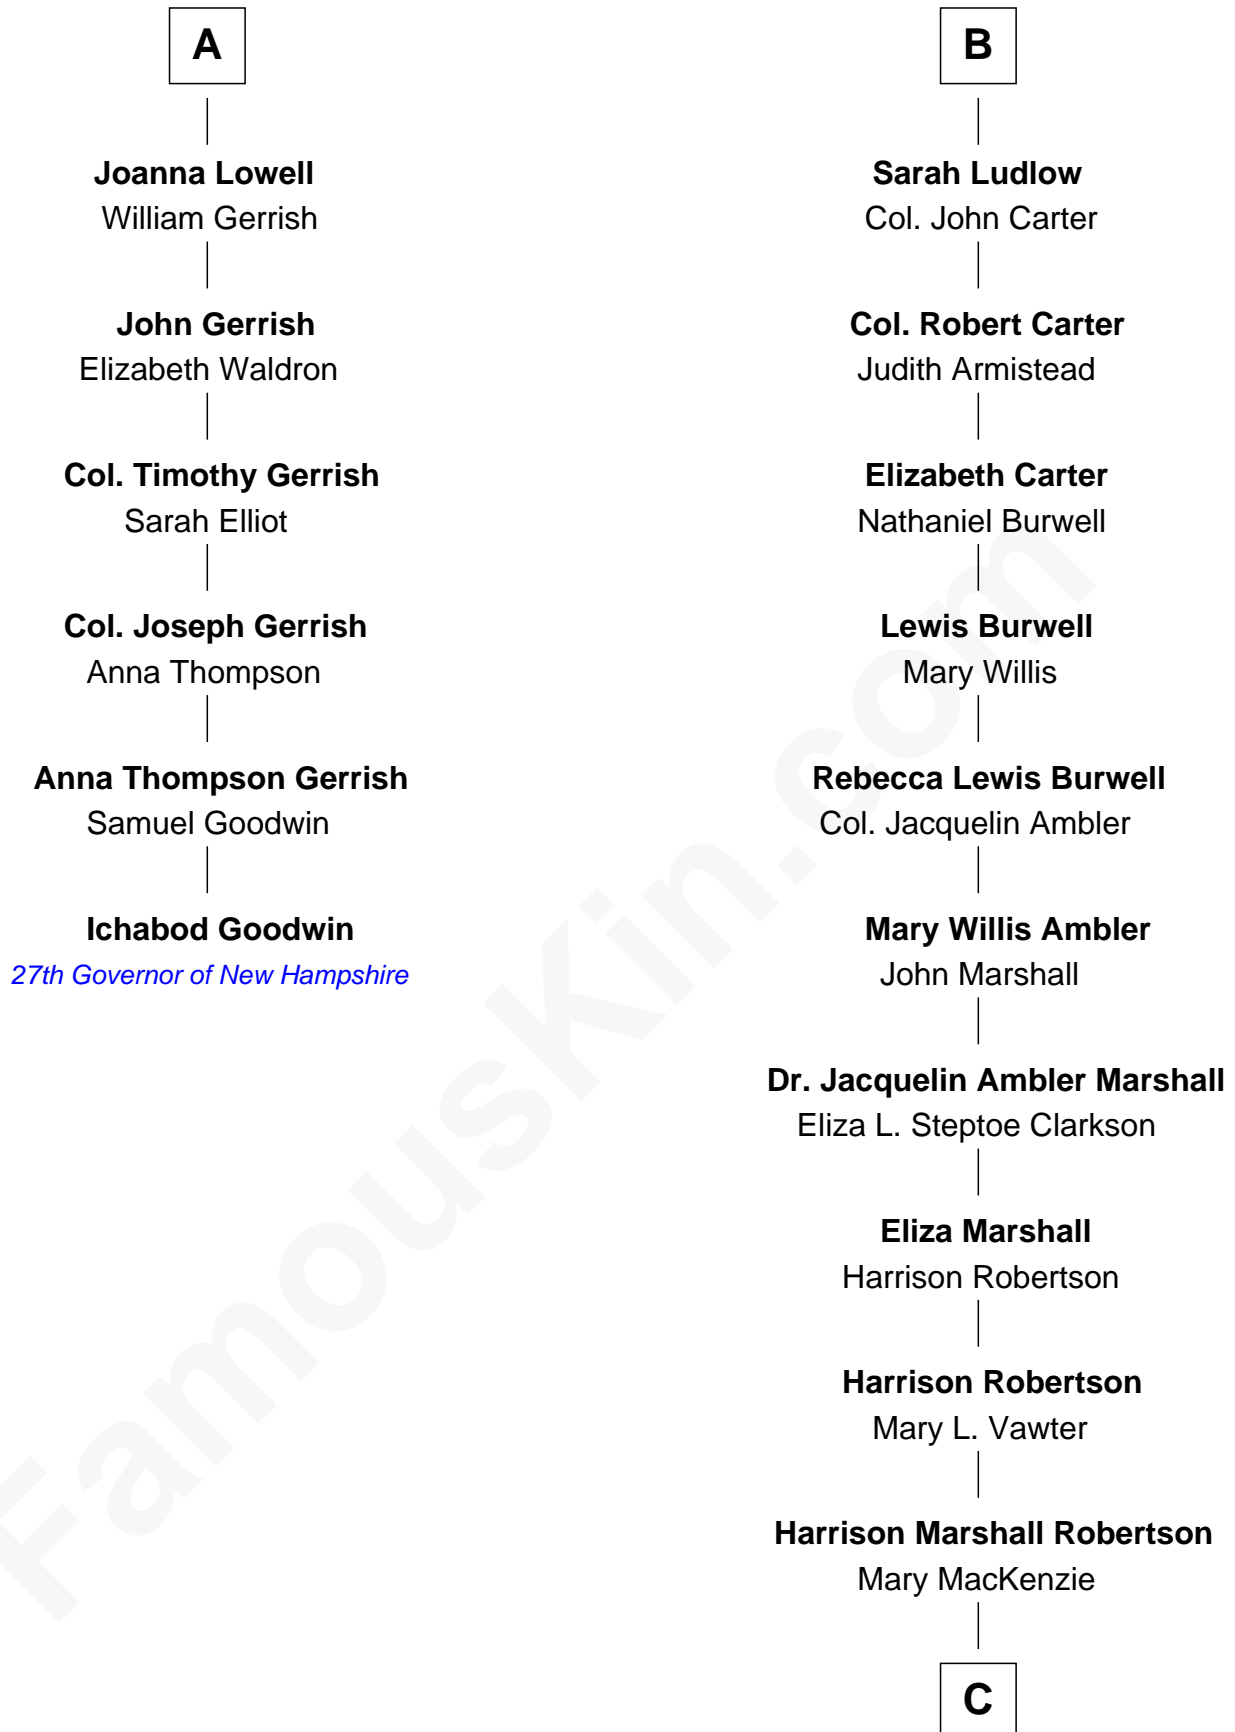 A
Joanna Lowell
William Gerrish
John Gerrish
Elizabeth Waldron
Col. Timothy Gerrish
Sarah Elliot
Col. Joseph Gerrish
Anna Thompson
Anna Thompson Gerrish
Samuel Goodwin
Ichabod Goodwin
27th Governor of New Hampshire
B
Sarah Ludlow
Col. John Carter
Col. Robert Carter
Judith Armistead
Elizabeth Carter
Nathaniel Burwell
Lewis Burwell
Mary Willis
Rebecca Lewis Burwell
Col. Jacquelin Ambler
Mary Willis Ambler
John Marshall
Dr. Jacquelin Ambler Marshall
Eliza L. Steptoe Clarkson
Eliza Marshall
Harrison Robertson
Harrison Robertson
Mary L. Vawter
Harrison Marshall Robertson
Mary MacKenzie
C
FamousKin.com